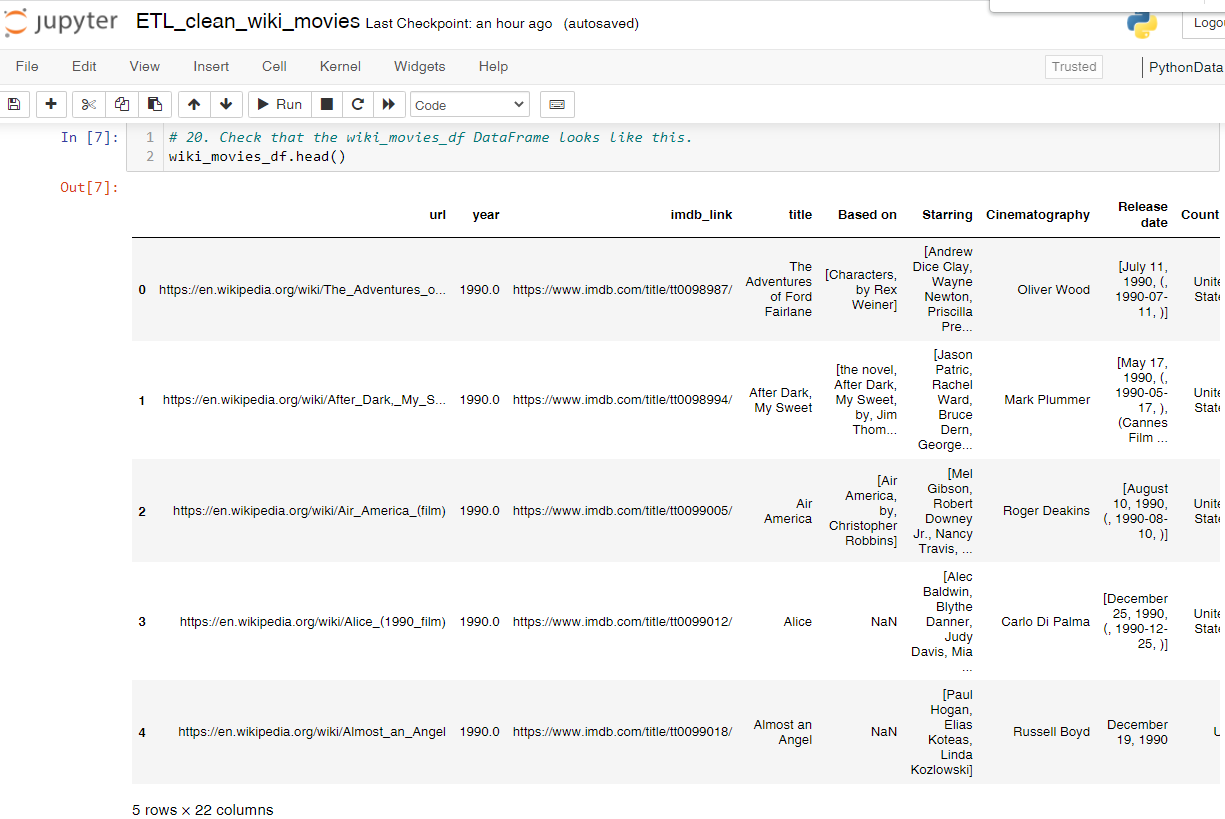 jupyter ETL_clean_wiki_movies Last Checkpoint: an hour ago (autosaved)
File Edit View Insert Cell Kernel Widgets Help Trusted PythonData
Run Code
In [7]: 1 # 20. Check that the wiki_movies_df DataFrame looks like this.
2 wiki_movies_df.head()
Out[7]:
url year imdb_link title Based on Starring Cinematography Release date Count
0 https://en.wikipedia.org/wiki/The_Adventures_o... 1990.0 https://www.imdb.com/title/tt0098987/ The Adventures of Ford Fairlane [Characters, by Rex Weiner] [Andrew Dice Clay, Wayne Newton, Priscilla Pre... Oliver Wood [July 11, 1990, (, 1990-07-11, )] Unite State
1 https://en.wikipedia.org/wiki/After_Dark,_My_S... 1990.0 https://www.imdb.com/title/tt0098994/ After Dark, My Sweet [the novel, After Dark, My Sweet, by, Jim Thom... [Jason Patric, Rachel Ward, Bruce Dern, George... Mark Plummer [May 17, 1990, (, 1990-05-17, ), (Cannes Film ... Unite State
2 https://en.wikipedia.org/wiki/Air_America_(film) 1990.0 https://www.imdb.com/title/tt0099005/ Air America [Air America, by, Christopher Robbins] [Mel Gibson, Robert Downey Jr., Nancy Travis, ... Roger Deakins [August 10, 1990, (, 1990-08-10, )] Unite State
3 https://en.wikipedia.org/wiki/Alice_(1990_film) 1990.0 https://www.imdb.com/title/tt0099012/ Alice NaN [Alec Baldwin, Blythe Danner, Judy Davis, Mia ... Carlo Di Palma [December 25, 1990, (, 1990-12-25, )] Unite State
4 https://en.wikipedia.org/wiki/Almost_an_Angel 1990.0 https://www.imdb.com/title/tt0099018/ Almost an Angel NaN [Paul Hogan, Elias Koteas, Linda Kozlowski] Russell Boyd December 19, 1990 U
5 rows × 22 columns